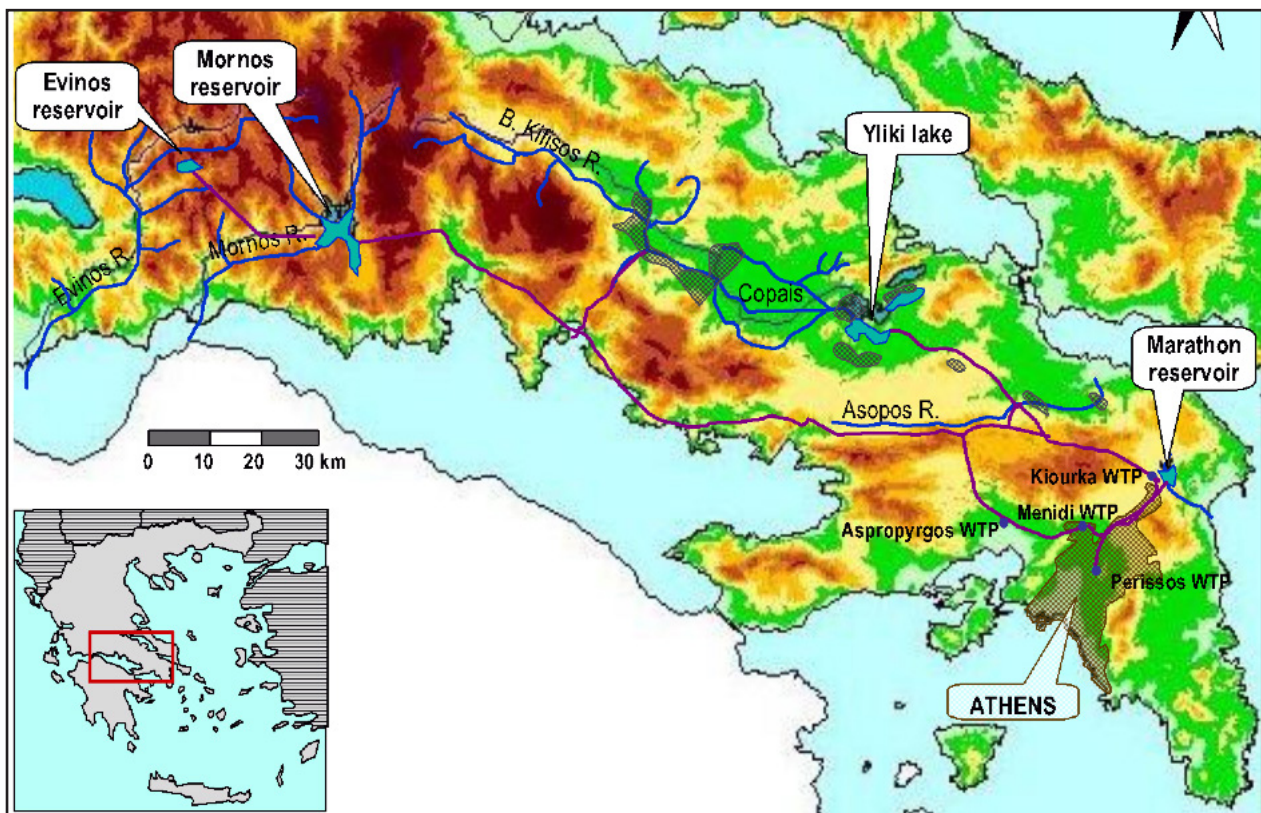 Evinos
reservoir
Mornos
reservoir
B. Kifisos R.
Yliki lake
Evinos R.
Mornos R.
Copais
Marathon
reservoir
Asopos R.
0 10 20 30 km
Kiourka WTP
Menidi WTP
Aspropyrgos WTP
Perissos WTP
ATHENS